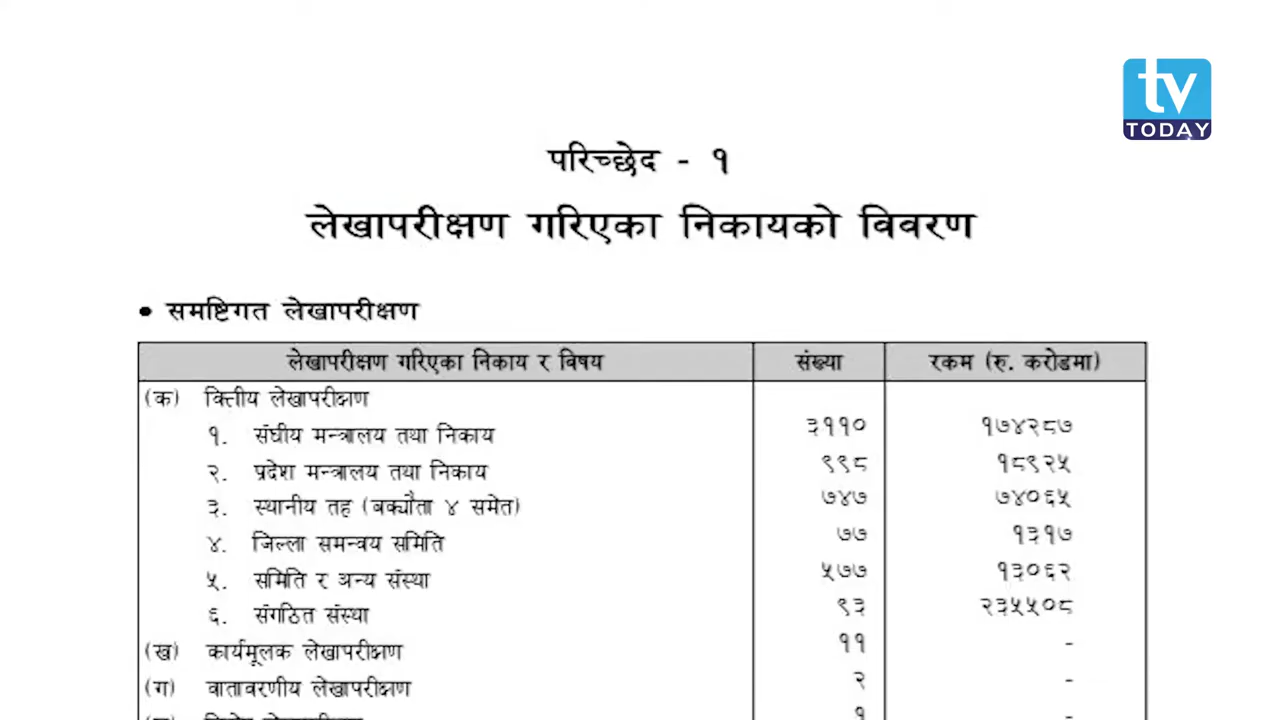 tv
TODAY
परिच्छेद - १
लेखापरीक्षण गरिएका निकायको विवरण
• समष्टिगत लेखापरीक्षण
लेखापरीक्षण गरिएका निकाय र विषय संख्या रकम (रु. करोडमा)
(क) वित्तीय लेखापरीक्षण
१. संघीय मन्त्रालय तथा निकाय ३११० १७४२८७
२. प्रदेश मन्त्रालय तथा निकाय ९९८ १८९२५
३. स्थानीय तह (बक्यौता ४ समेत) ७४७ ७४०६५
४. जिल्ला समन्वय समिति ७७ १३१७
५. समिति र अन्य संस्था ५७७ १३०६२
६. संगठित संस्था ९३ २३५५०८
(ख) कार्यमूलक लेखापरीक्षण ११ -
(ग) वातावरणीय लेखापरीक्षण २ -
१ -